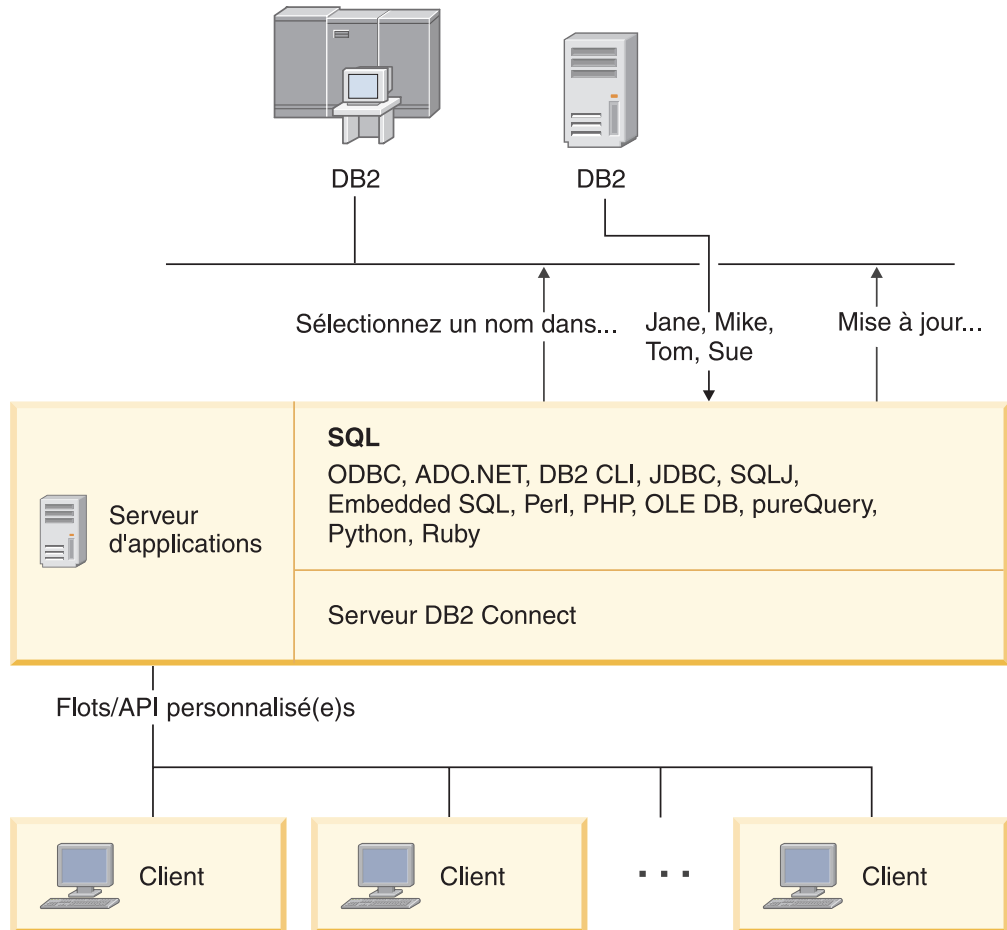 DB2
DB2
Sélectionnez un nom dans...
Jane, Mike,
Tom, Sue
Mise à jour...
Serveur
d'applications
SQL
ODBC, ADO.NET, DB2 CLI, JDBC, SQLJ,
Embedded SQL, Perl, PHP, OLE DB, pureQuery,
Python, Ruby
Serveur DB2 Connect
Flots/API personnalisé(e)s
Client
Client
...
Client